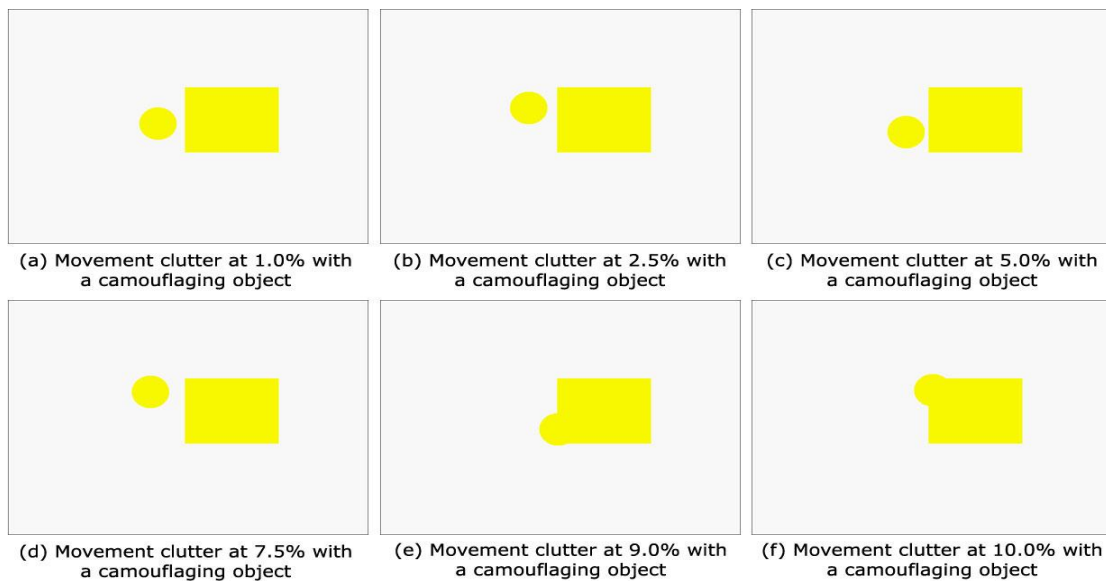 (a) Movement clutter at 1.0% with
a camouflaging object
(b) Movement clutter at 2.5% with
a camouflaging object
(c) Movement clutter at 5.0% with
a camouflaging object
(d) Movement clutter at 7.5% with
a camouflaging object
(e) Movement clutter at 9.0% with
a camouflaging object
(f) Movement clutter at 10.0% with
a camouflaging object